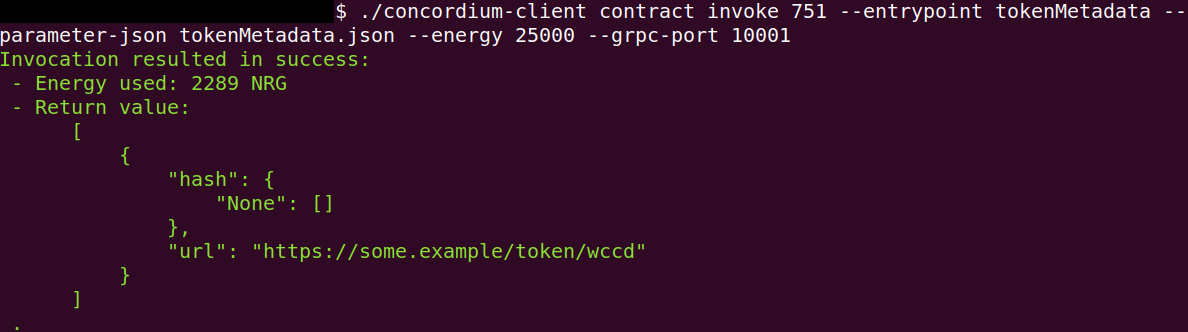 $ ./concordium-client contract invoke 751 --entrypoint tokenMetadata --
parameter-json tokenMetadata.json --energy 25000 --grpc-port 10001
Invocation resulted in success:
 - Energy used: 2289 NRG
 - Return value:
      [
          {
              "hash": {
                  "None": []
              },
              "url": "https://some.example/token/wccd"
          }
      ]
 .